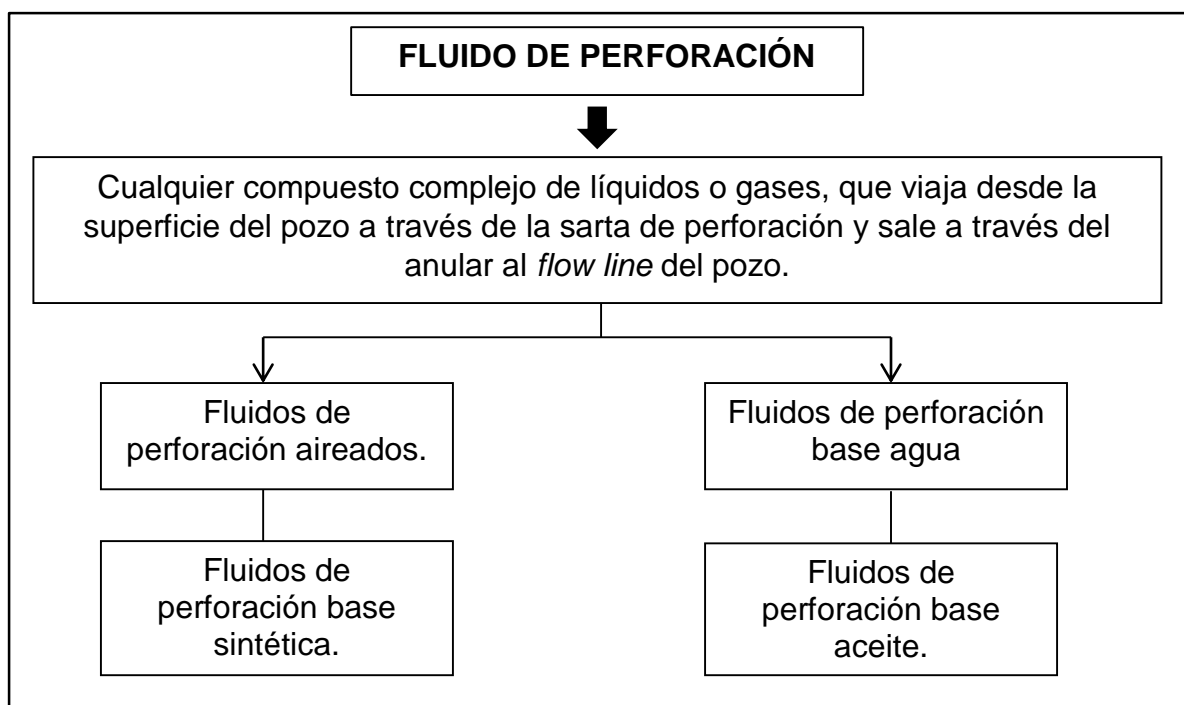 FLUIDO DE PERFORACIÓN
Cualquier compuesto complejo de líquidos o gases, que viaja desde la
superficie del pozo a través de la sarta de perforación y sale a través del
anular al flow line del pozo.
Fluidos de
perforación aireados.
Fluidos de perforación
base agua
Fluidos de
perforación base
sintética.
Fluidos de
perforación base
aceite.